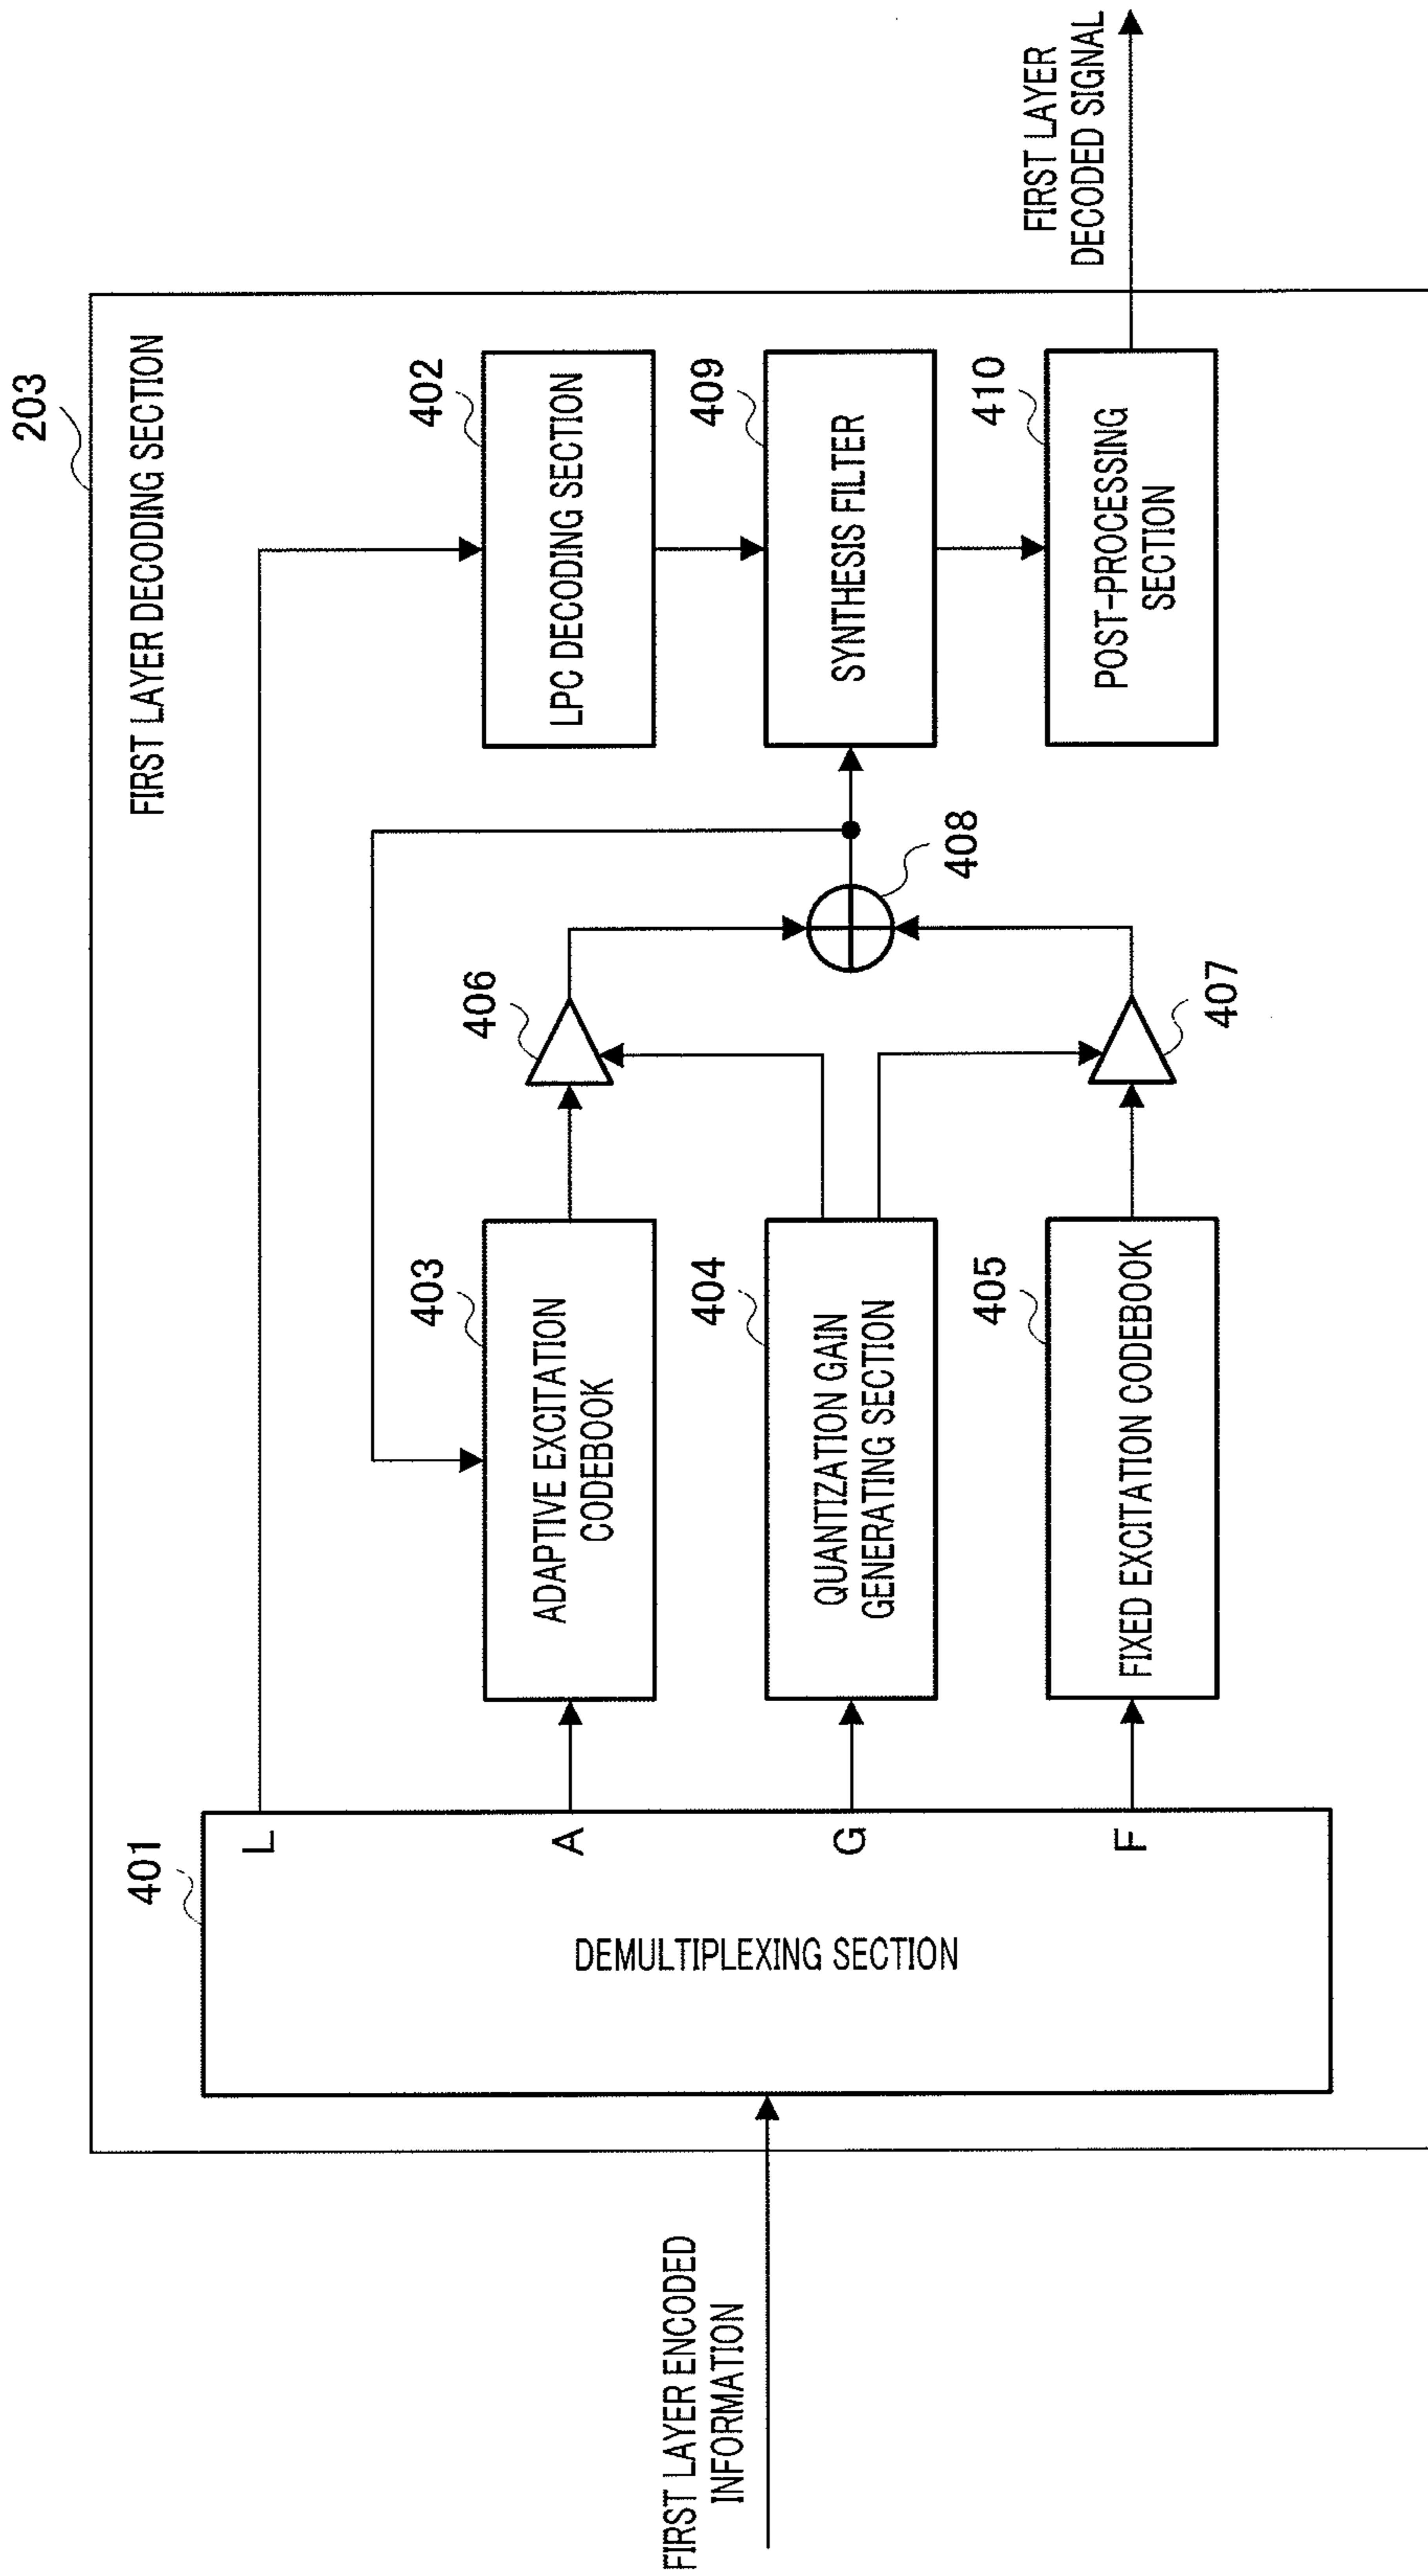 203
FIRST LAYER DECODING SECTION
401
L
A
G
F
DEMULTIPLEXING SECTION
FIRST LAYER ENCODED
INFORMATION
403
ADAPTIVE EXCITATION
CODEBOOK
404
QUANTIZATION GAIN
GENERATING SECTION
405
FIXED EXCITATION CODEBOOK
406
407
408
402
LPC DECODING SECTION
409
SYNTHESIS FILTER
410
POST-PROCESSING
SECTION
FIRST LAYER
DECODED SIGNAL